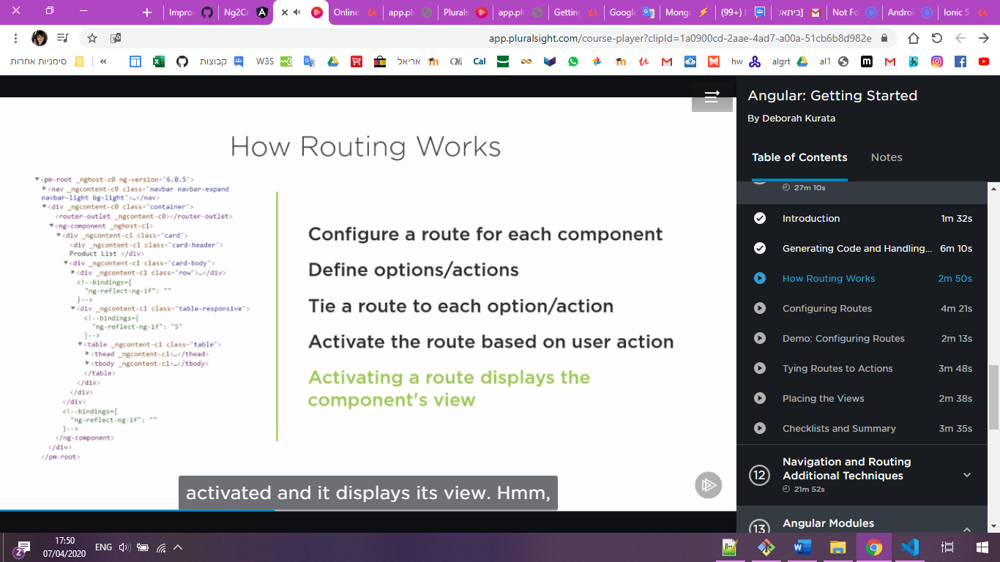 Improv
Ng2Cr
Online
app.plu
Plurals
app.plu
Getting
Google
Mongo
(99+)
ביתאל]
Not Fo
Androi
Ionic 5
app.pluralsight.com/course-player?clipId=1a0900cd-2aae-4ad7-a00a-51cb6b8d982e
סימניות אחרות
«
קבוצות
W3S
אריאל
Cal
hw
algrt
al1
How Routing Works
▼<pm-root _nghost-c0 ng-version="6.0.5">
▶<nav _ngcontent-c0 class="navbar navbar-expand
navbar-light bg-light">…</nav>
▼<div _ngcontent-c0 class="container">
<router-outlet _ngcontent-c0></router-outlet>
▼<ng-component _nghost-c1>
▼<div _ngcontent-c1 class="card">
<div _ngcontent-c1 class="card-header">
Product List </div>
▼<div _ngcontent-c1 class="card-body">
▶<div _ngcontent-c1 class="row">…</div>
<!--bindings={
"ng-reflect-ng-if": ""
}-->
▼<div _ngcontent-c1 class="table-responsive">
<!--bindings={
"ng-reflect-ng-if": "5"
}-->
▼<table _ngcontent-c1 class="table">
▶<thead _ngcontent-c1>…</thead>
▶<tbody _ngcontent-c1>…</tbody>
</table>
</div>
</div>
</div>
<!--bindings={
"ng-reflect-ng-if": ""
}-->
</ng-component>
</div>
</pm-root>
Configure a route for each component
Define options/actions
Tie a route to each option/action
Activate the route based on user action
Activating a route displays the
component's view
activated and it displays its view. Hmm,
Angular: Getting Started
By Deborah Kurata
Table of Contents Notes
27m 10s
Introduction 1m 32s
Generating Code and Handling... 6m 10s
How Routing Works 2m 50s
Configuring Routes 4m 21s
Demo: Configuring Routes 2m 13s
Tying Routes to Actions 3m 48s
Placing the Views 2m 38s
Checklists and Summary 3m 35s
12 Navigation and Routing
Additional Techniques
21m 52s
13 Angular Modules
2
17:50
07/04/2020
ENG